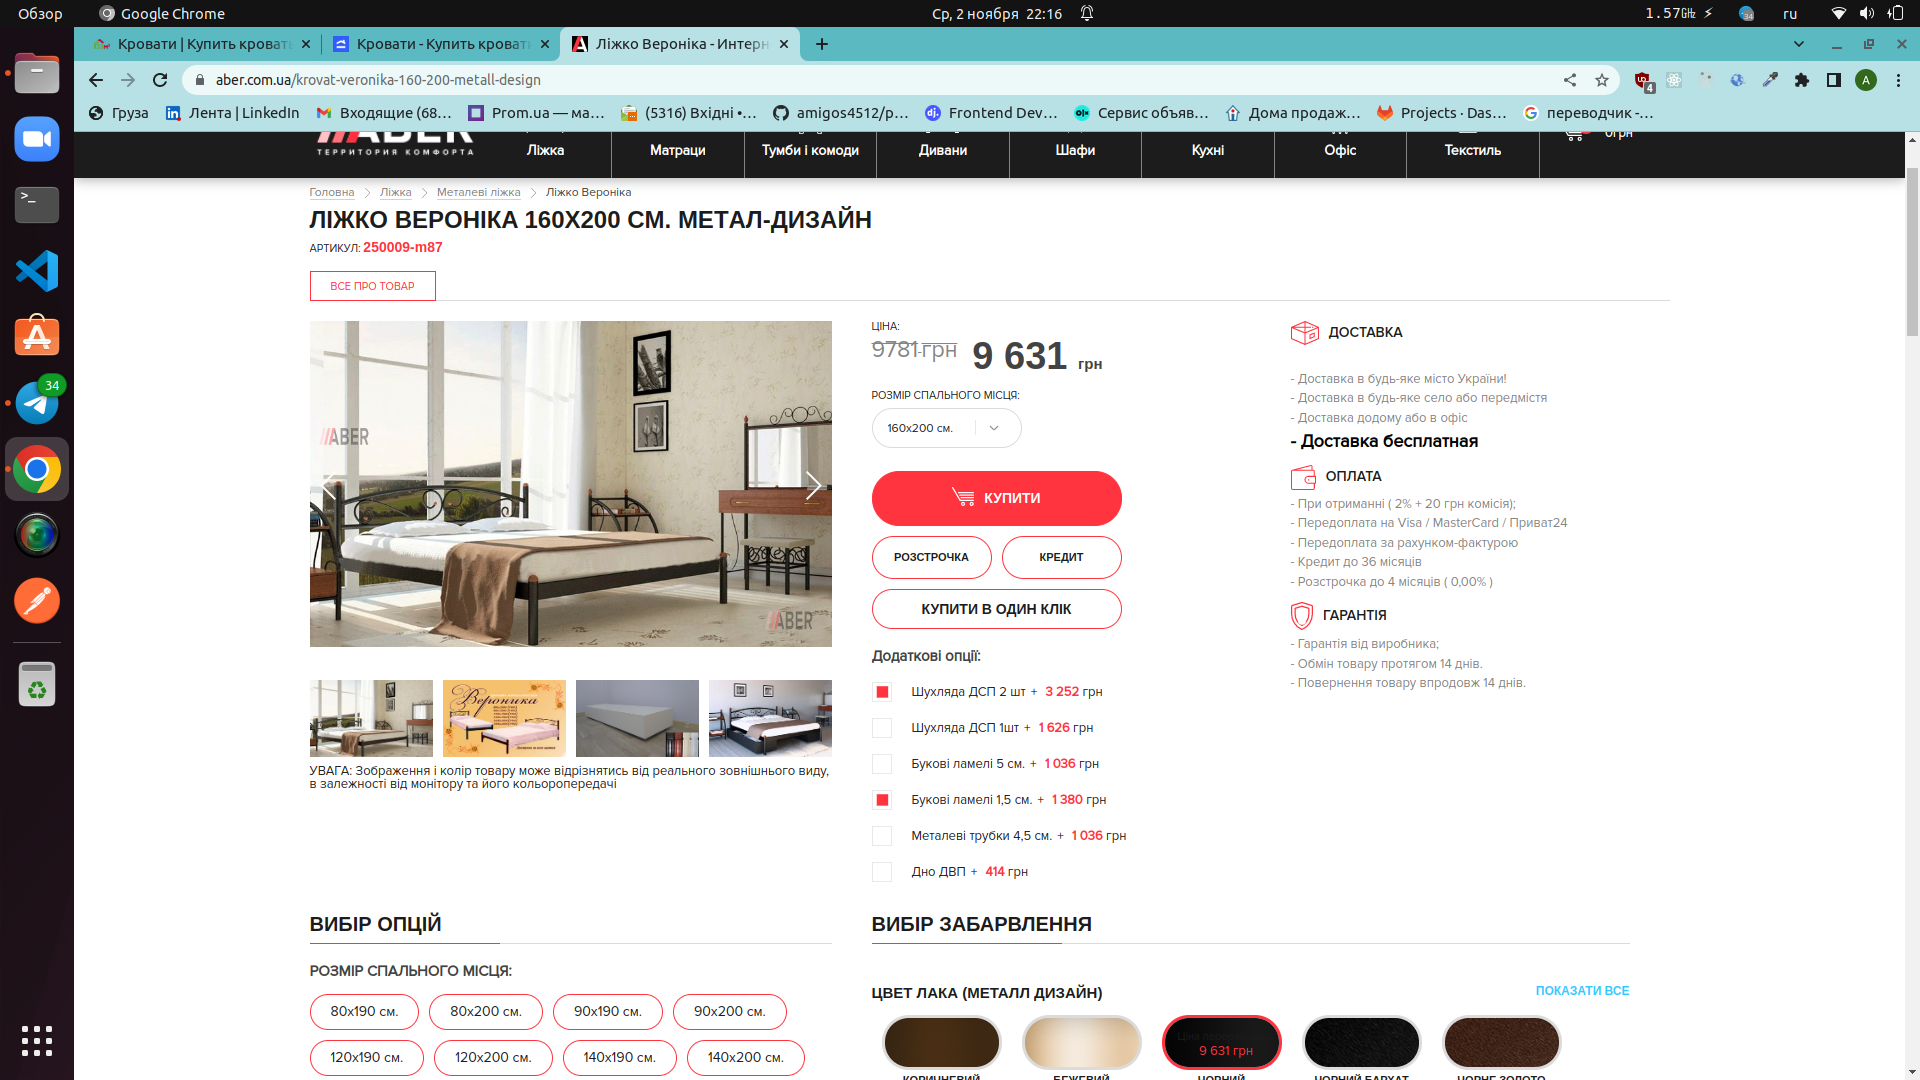 Обзор
Google Chrome
Ср, 2 ноября 22:16
1.57GHz
34
ru
Кровати | Купить кровать
Кровати - Купить кроват
Ліжко Вероніка - Интерн
aber.com.ua/krovat-veronika-160-200-metall-design
4
A
Груза
Лента | LinkedIn
Входящие (68…
Prom.ua — ма…
(5316) Вхідні •…
amigos4512/p…
Frontend Dev…
Сервис объяв…
Дома продаж…
Projects · Das…
переводчик -…
ABER
ТЕРРИТОРИЯ КОМФОРТА
Ліжка
Матраци
Тумби і комоди
Дивани
Шафи
Кухні
Офіс
Текстиль
0грн
Головна
Ліжка
Металеві ліжка
Ліжко Вероніка
ЛІЖКО ВЕРОНІКА 160Х200 СМ. МЕТАЛ-ДИЗАЙН
АРТИКУЛ: 250009-m87
ВСЕ ПРО ТОВАР
ABER
ABER
Вероника
УВАГА: Зображення і колір товару може відрізнятись від реального зовнішнього виду,
в залежності від монітору та його кольоропередачі
ЦІНА:
9781 грн 9 631 грн
РОЗМІР СПАЛЬНОГО МІСЦЯ:
160x200 см.
КУПИТИ
РОЗСТРОЧКА
КРЕДИТ
КУПИТИ В ОДИН КЛІК
Додаткові опції:
Шухляда ДСП 2 шт + 3 252 грн
Шухляда ДСП 1шт + 1 626 грн
Букові ламелі 5 см. + 1 036 грн
Букові ламелі 1,5 см. + 1 380 грн
Металеві трубки 4,5 см. + 1 036 грн
Дно ДВП + 414 грн
ДОСТАВКА
- Доставка в будь-яке місто України!
- Доставка в будь-яке село або передмістя
- Доставка додому або в офіс
- Доставка бесплатная
ОПЛАТА
- При отриманні ( 2% + 20 грн комісія);
- Передоплата на Visa / MasterCard / Приват24
- Передоплата за рахунком-фактурою
- Кредит до 36 місяців
- Розстрочка до 4 місяців ( 0,00% )
ГАРАНТІЯ
- Гарантія від виробника;
- Обмін товару протягом 14 днів.
- Повернення товару впродовж 14 днів.
ВИБІР ОПЦІЙ
РОЗМІР СПАЛЬНОГО МІСЦЯ:
80x190 см.
80x200 см.
90x190 см.
90x200 см.
120x190 см.
120x200 см.
140x190 см.
140x200 см.
ВИБІР ЗАБАРВЛЕННЯ
ЦВЕТ ЛАКА (МЕТАЛЛ ДИЗАЙН)
ПОКАЗАТИ ВСЕ
9 631 грн
КОРИЧНЕВИЙ
БЕЖЕВИЙ
ЧОРНИЙ
ЧОРНИЙ БАРХАТ
ЧОРНЕ ЗОЛОТО